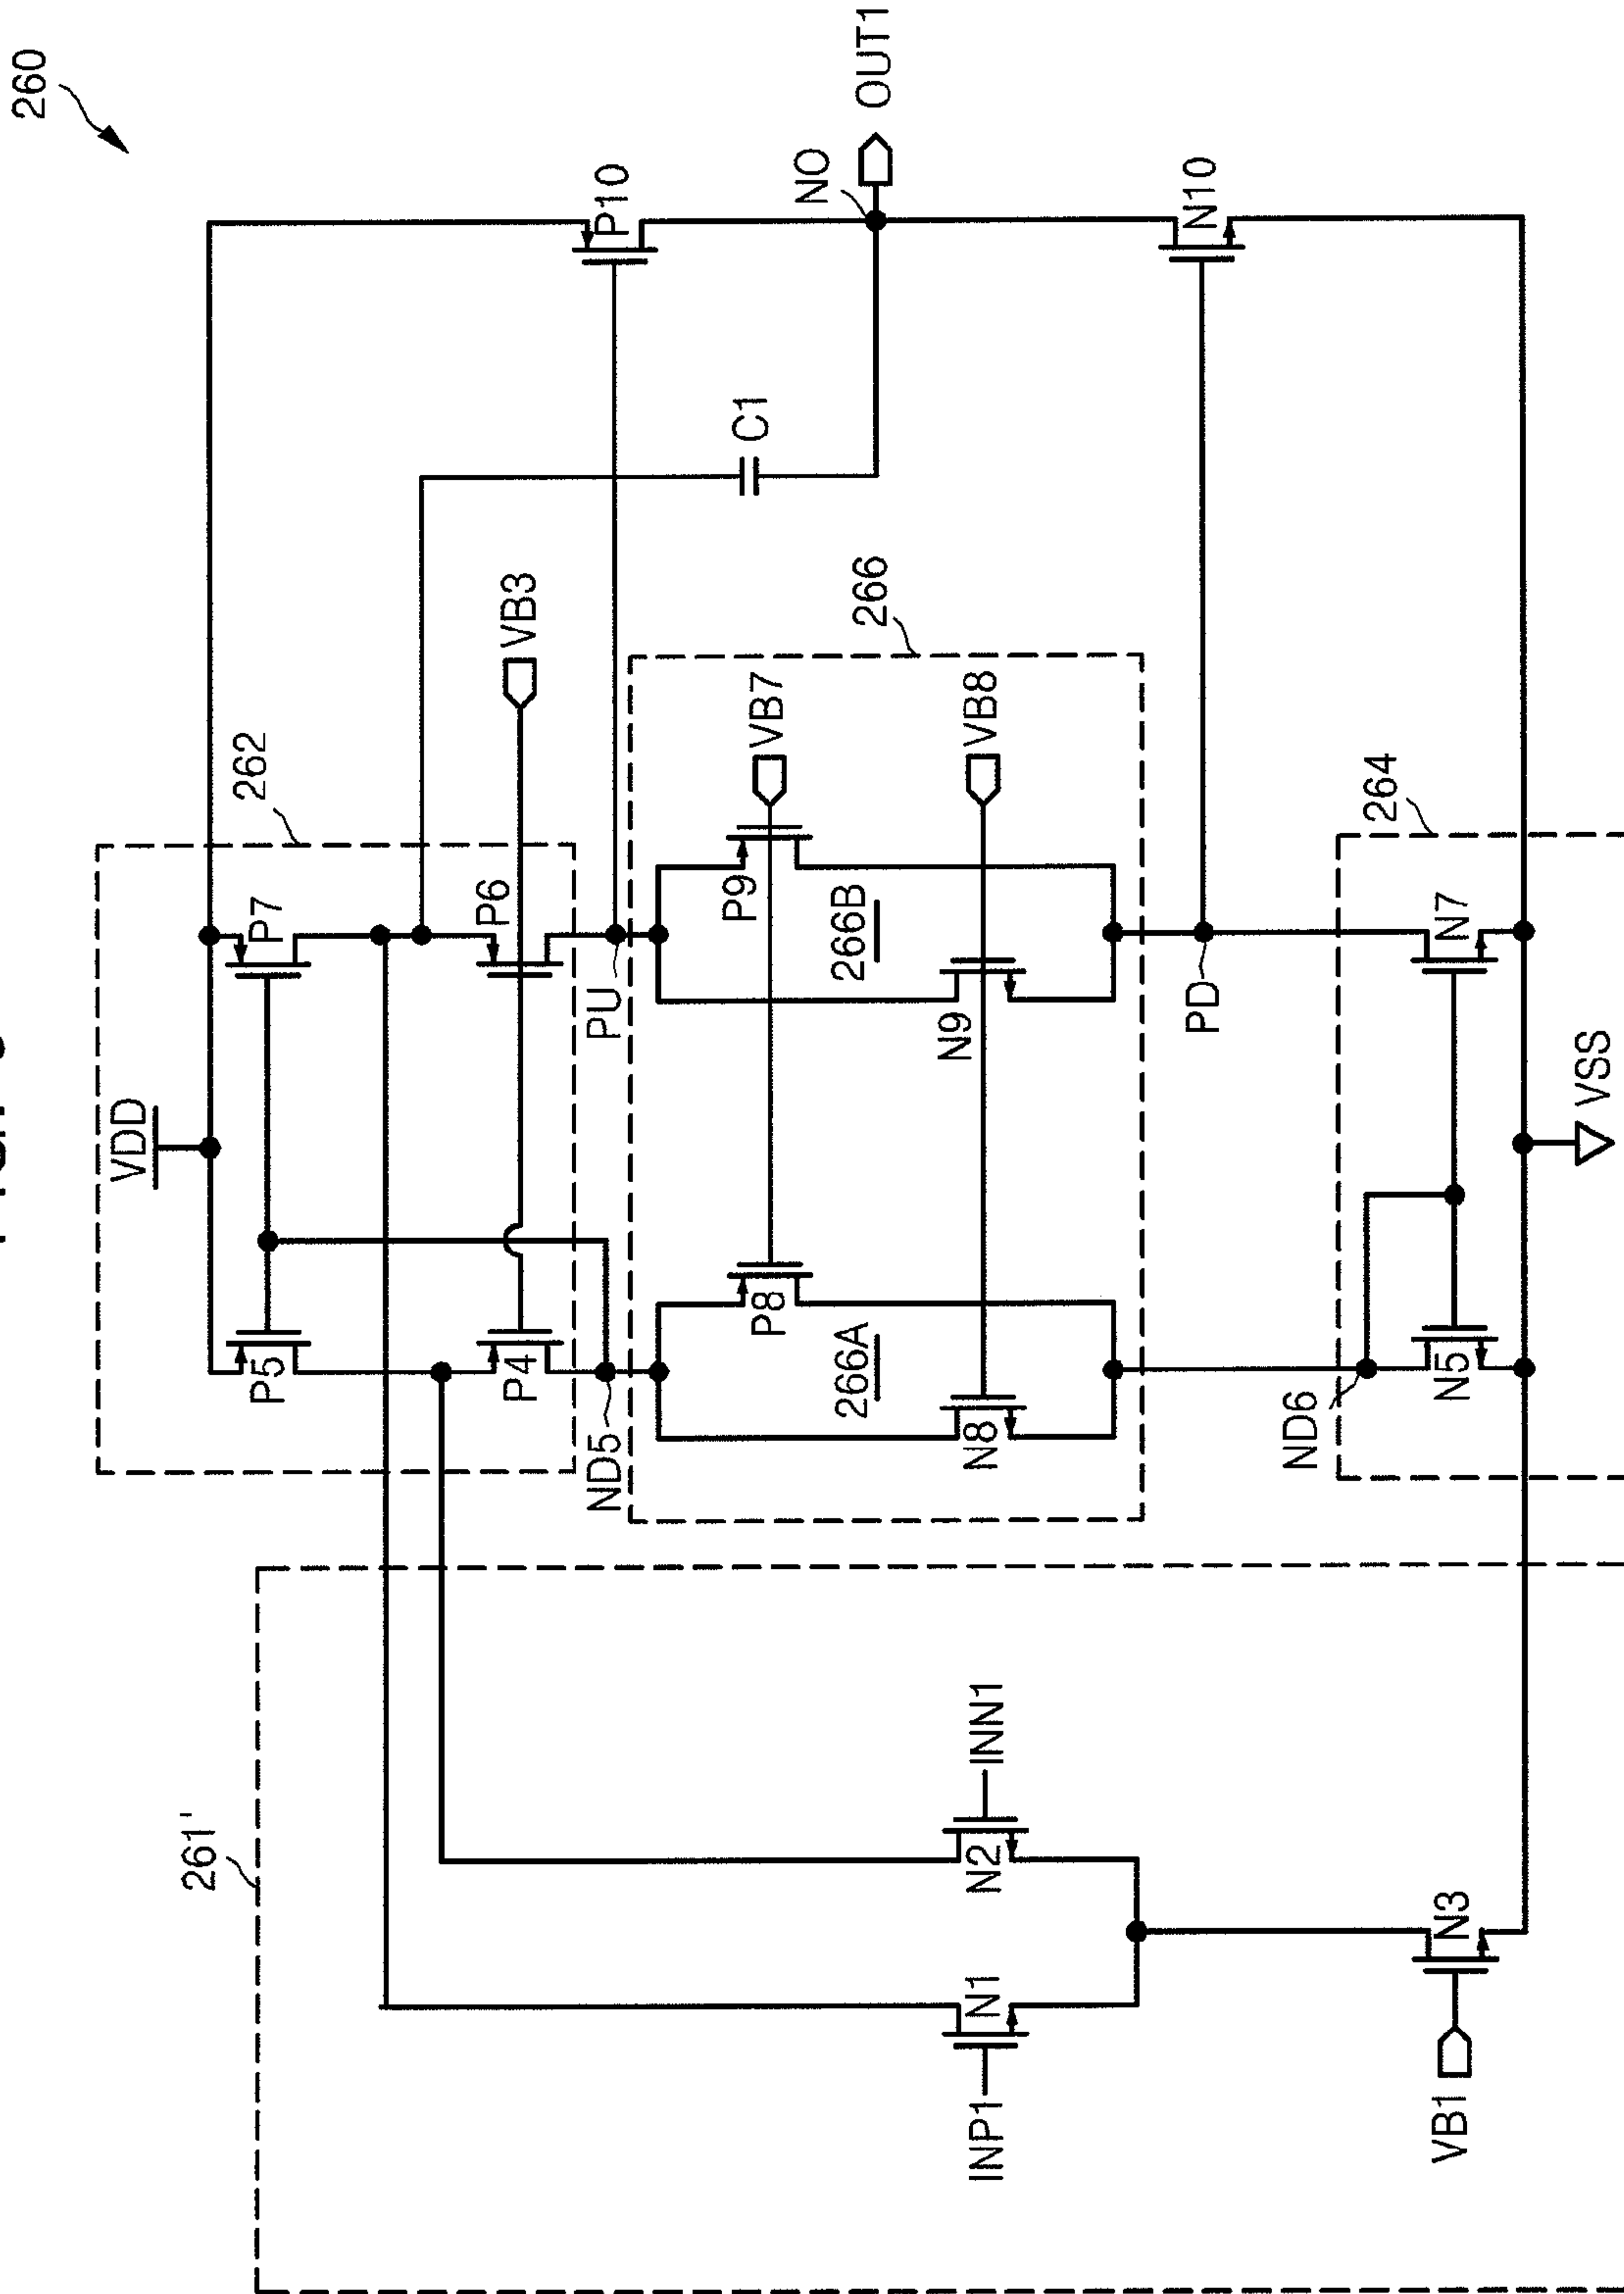 260
261'
262
VDD
P5
P7
P4
P6
VB3
ND5
PU
P10
C1
NO
OUT1
266
P8
P9
VB7
266A
266B
N8
N9
VB8
INP1
N1
N2
INN1
PD
N10
264
ND6
N5
N7
VB1
N3
VSS